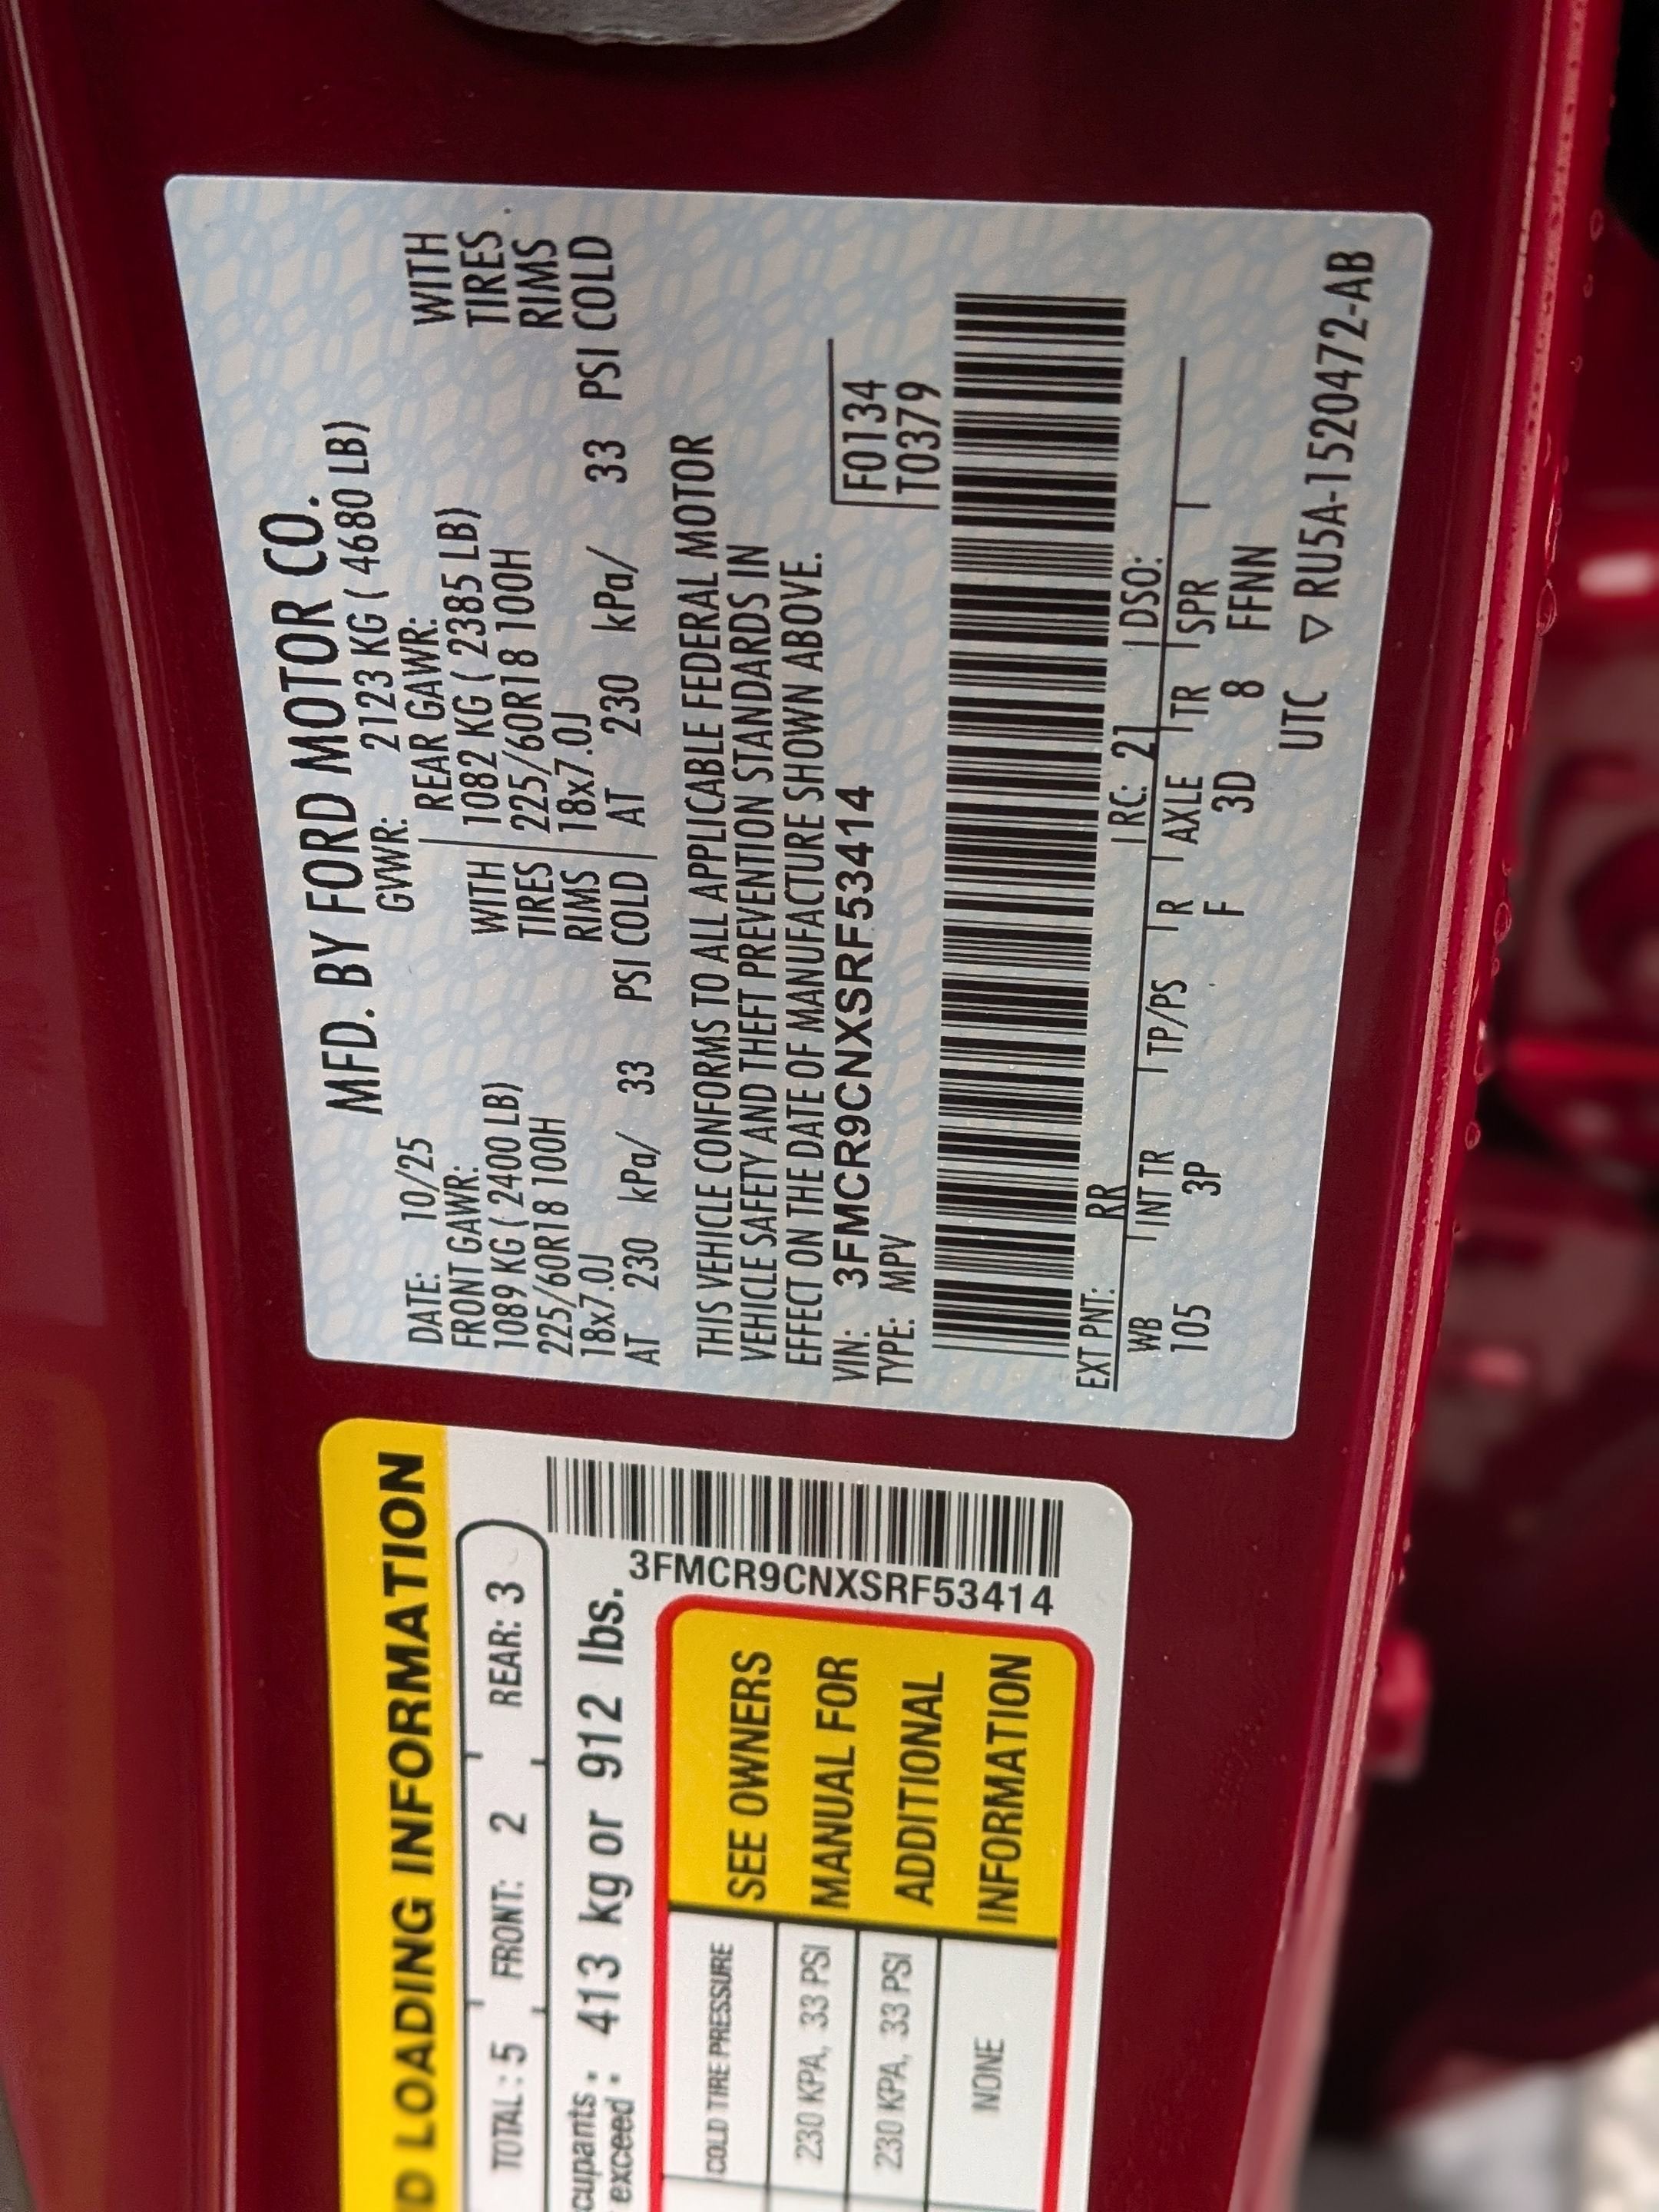 MFD. BY FORD MOTOR CO.
DATE: 10/25 GVWR: 2123 KG ( 4680 LB)
FRONT GAWR: REAR GAWR:
1089 KG ( 2400 LB) WITH 1082 KG ( 2385 LB) WITH
225/60R18 100H TIRES 225/60R18 100H TIRES
18x7.0J RIMS 18x7.0J RIMS
AT 230 kPa/ 33 PSI COLD AT 230 kPa/ 33 PSI COLD
THIS VEHICLE CONFORMS TO ALL APPLICABLE FEDERAL MOTOR
VEHICLE SAFETY AND THEFT PREVENTION STANDARDS IN
EFFECT ON THE DATE OF MANUFACTURE SHOWN ABOVE.
VIN: 3FMCR9CNXSRF53414 F0134
TYPE: MPV T0379
EXT PNT: RR RC: 21 DSO:
WB INT TR TP/PS R AXLE TR SPR
105 3P F 3D 8 FFNN
UTC ▽ RU5A-1520472-AB
LOADING INFORMATION
TOTAL : 5 FRONT: 2 REAR: 3
exceed : 413 kg or 912 lbs.
3FMCR9CNXSRF53414
COLD TIRE PRESSURE
230 KPA, 33 PSI
230 KPA, 33 PSI
NONE
SEE OWNERS
MANUAL FOR
ADDITIONAL
INFORMATION